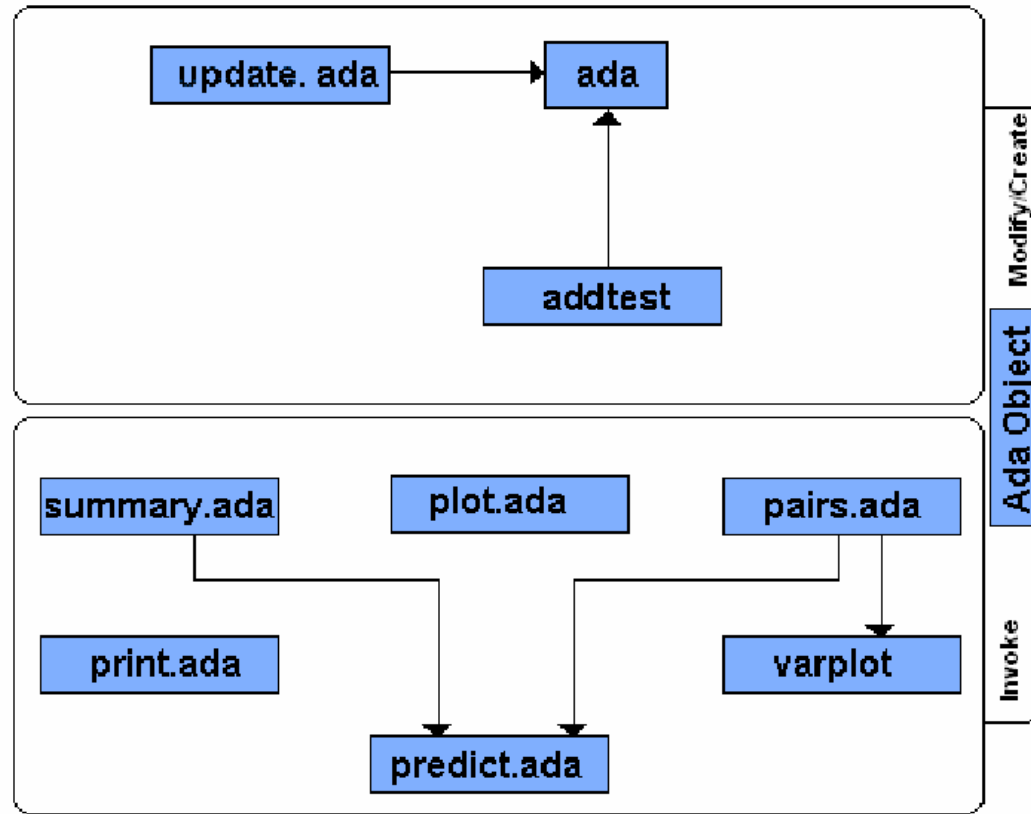 update. ada
ada
addtest
Modify/Create
Ada Object
summary.ada
plot.ada
pairs.ada
print.ada
varplot
predict.ada
Invoke